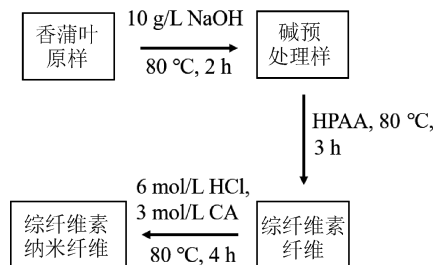 香蒲叶
原样
10 g/L NaOH
80 °C, 2 h
碱预
处理样
HPAA, 80 °C,
3 h
综纤维素
纤维
6 mol/L HCl,
3 mol/L CA
80 °C, 4 h
综纤维素
纳米纤维